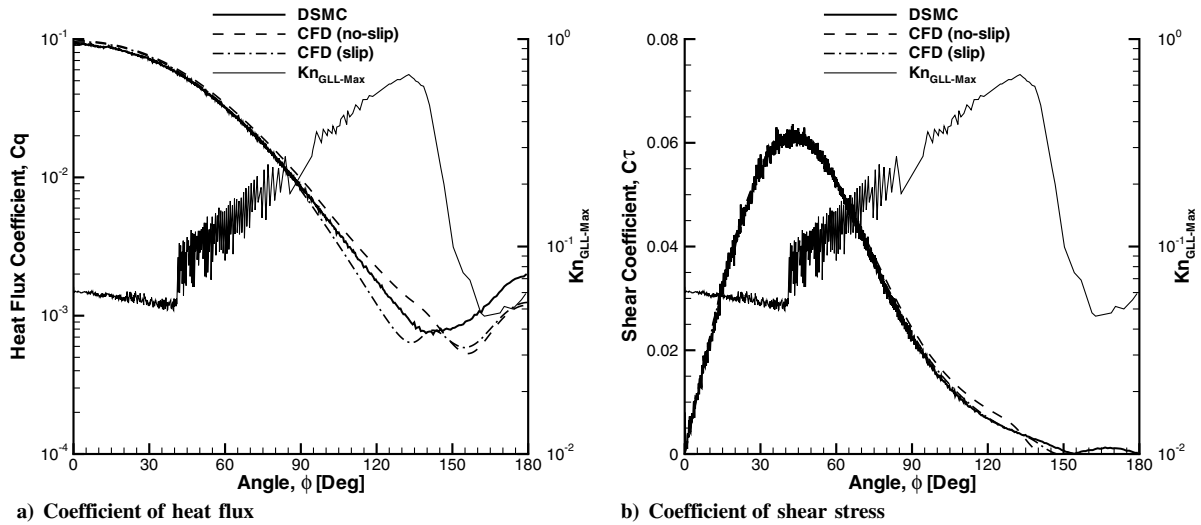 DSMC
CFD (no-slip)
CFD (slip)
Kn_GLL-Max
10^-1
10^-2
10^-3
10^-4
Heat Flux Coefficient, Cq
10^0
10^-1
10^-2
Kn_GLL-Max
0 30 60 90 120 150 180
Angle, ϕ [Deg]
a) Coefficient of heat flux
DSMC
CFD (no-slip)
CFD (slip)
Kn_GLL-Max
0.08
0.06
0.04
0.02
0
Shear Coefficient, Cτ
10^0
10^-1
10^-2
Kn_GLL-Max
0 30 60 90 120 150 180
Angle, ϕ [Deg]
b) Coefficient of shear stress